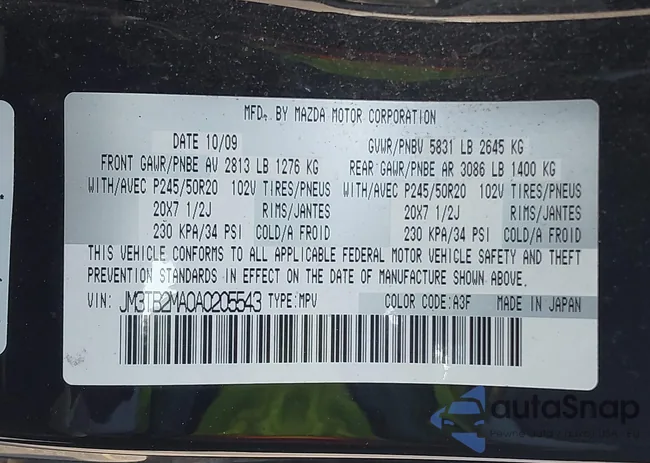 MFD. BY MAZDA MOTOR CORPORATION
DATE 10/09 GVWR/PNBV 5831 LB 2645 KG
FRONT GAWR/PNBE AV 2813 LB 1276 KG REAR GAWR/PNBE AR 3086 LB 1400 KG
WITH/AVEC P245/50R20 102V TIRES/PNEUS WITH/AVEC P245/50R20 102V TIRES/PNEUS
20X7 1/2J RIMS/JANTES 20X7 1/2J RIMS/JANTES
230 KPA/34 PSI COLD/A FROID 230 KPA/34 PSI COLD/A FROID
THIS VEHICLE CONFORMS TO ALL APPLICABLE FEDERAL MOTOR VEHICLE SAFETY AND THEFT
PREVENTION STANDARDS IN EFFECT ON THE DATE OF MANUFACTURE SHOWN ABOVE.
VIN: JM3TB2MA0A0205543 TYPE:MPV COLOR CODE:A3F MADE IN JAPAN
autaSnap